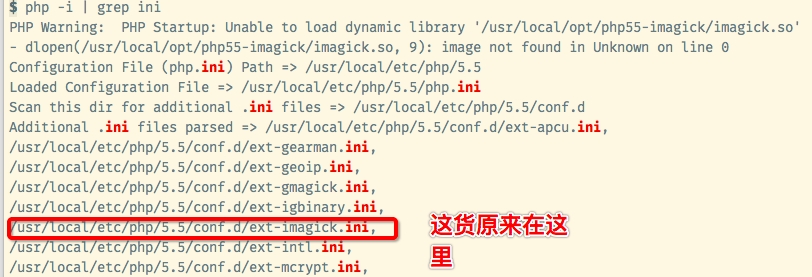 $ php -i | grep ini
PHP Warning:  PHP Startup: Unable to load dynamic library '/usr/local/opt/php55-imagick/imagick.so'
- dlopen(/usr/local/opt/php55-imagick/imagick.so, 9): image not found in Unknown on line 0
Configuration File (php.ini) Path => /usr/local/etc/php/5.5
Loaded Configuration File => /usr/local/etc/php/5.5/php.ini
Scan this dir for additional .ini files => /usr/local/etc/php/5.5/conf.d
Additional .ini files parsed => /usr/local/etc/php/5.5/conf.d/ext-apcu.ini,
/usr/local/etc/php/5.5/conf.d/ext-gearman.ini,
/usr/local/etc/php/5.5/conf.d/ext-geoip.ini,
/usr/local/etc/php/5.5/conf.d/ext-gmagick.ini,
/usr/local/etc/php/5.5/conf.d/ext-igbinary.ini,
/usr/local/etc/php/5.5/conf.d/ext-imagick.ini,
/usr/local/etc/php/5.5/conf.d/ext-intl.ini,
/usr/local/etc/php/5.5/conf.d/ext-mcrypt.ini,
这货原来在这
里